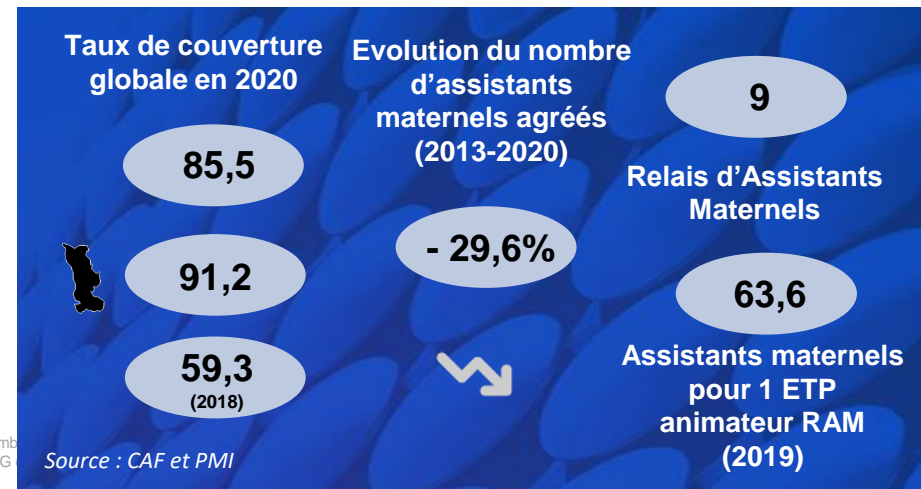 Taux de couverture
globale en 2020
85,5
91,2
59,3
(2018)
Evolution du nombre
d’assistants
maternels agréés
(2013-2020)
- 29,6%
9
Relais d’Assistants
Maternels
63,6
Assistants maternels
pour 1 ETP
animateur RAM
(2019)
Source : CAF et PMI